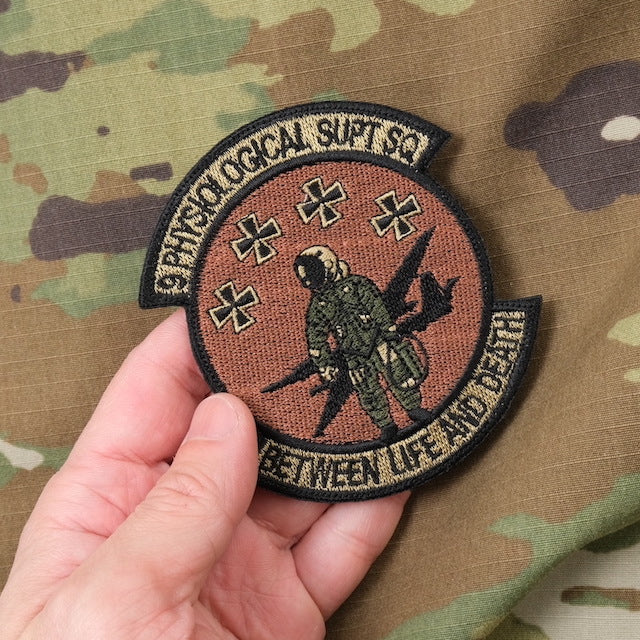 9 PHYSIOLOGICAL SUPT SQ
BETWEEN LIFE AND DEATH